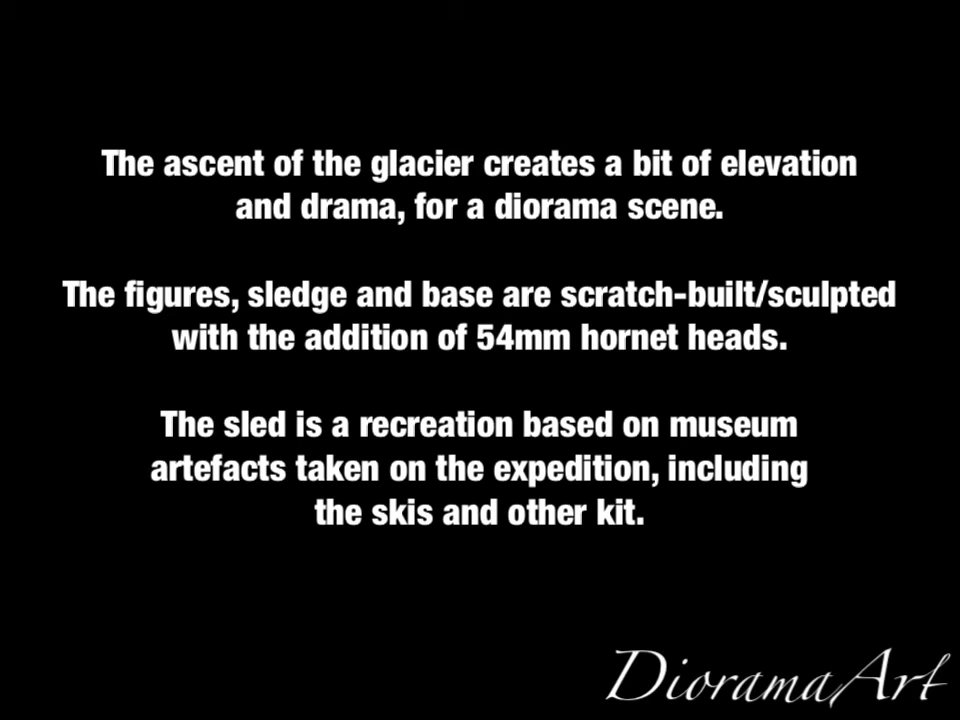 The ascent of the glacier creates a bit of elevation
and drama, for a diorama scene.
The figures, sledge and base are scratch-built/sculpted
with the addition of 54mm hornet heads.
The sled is a recreation based on museum
artefacts taken on the expedition, including
the skis and other kit.
DioramaArt